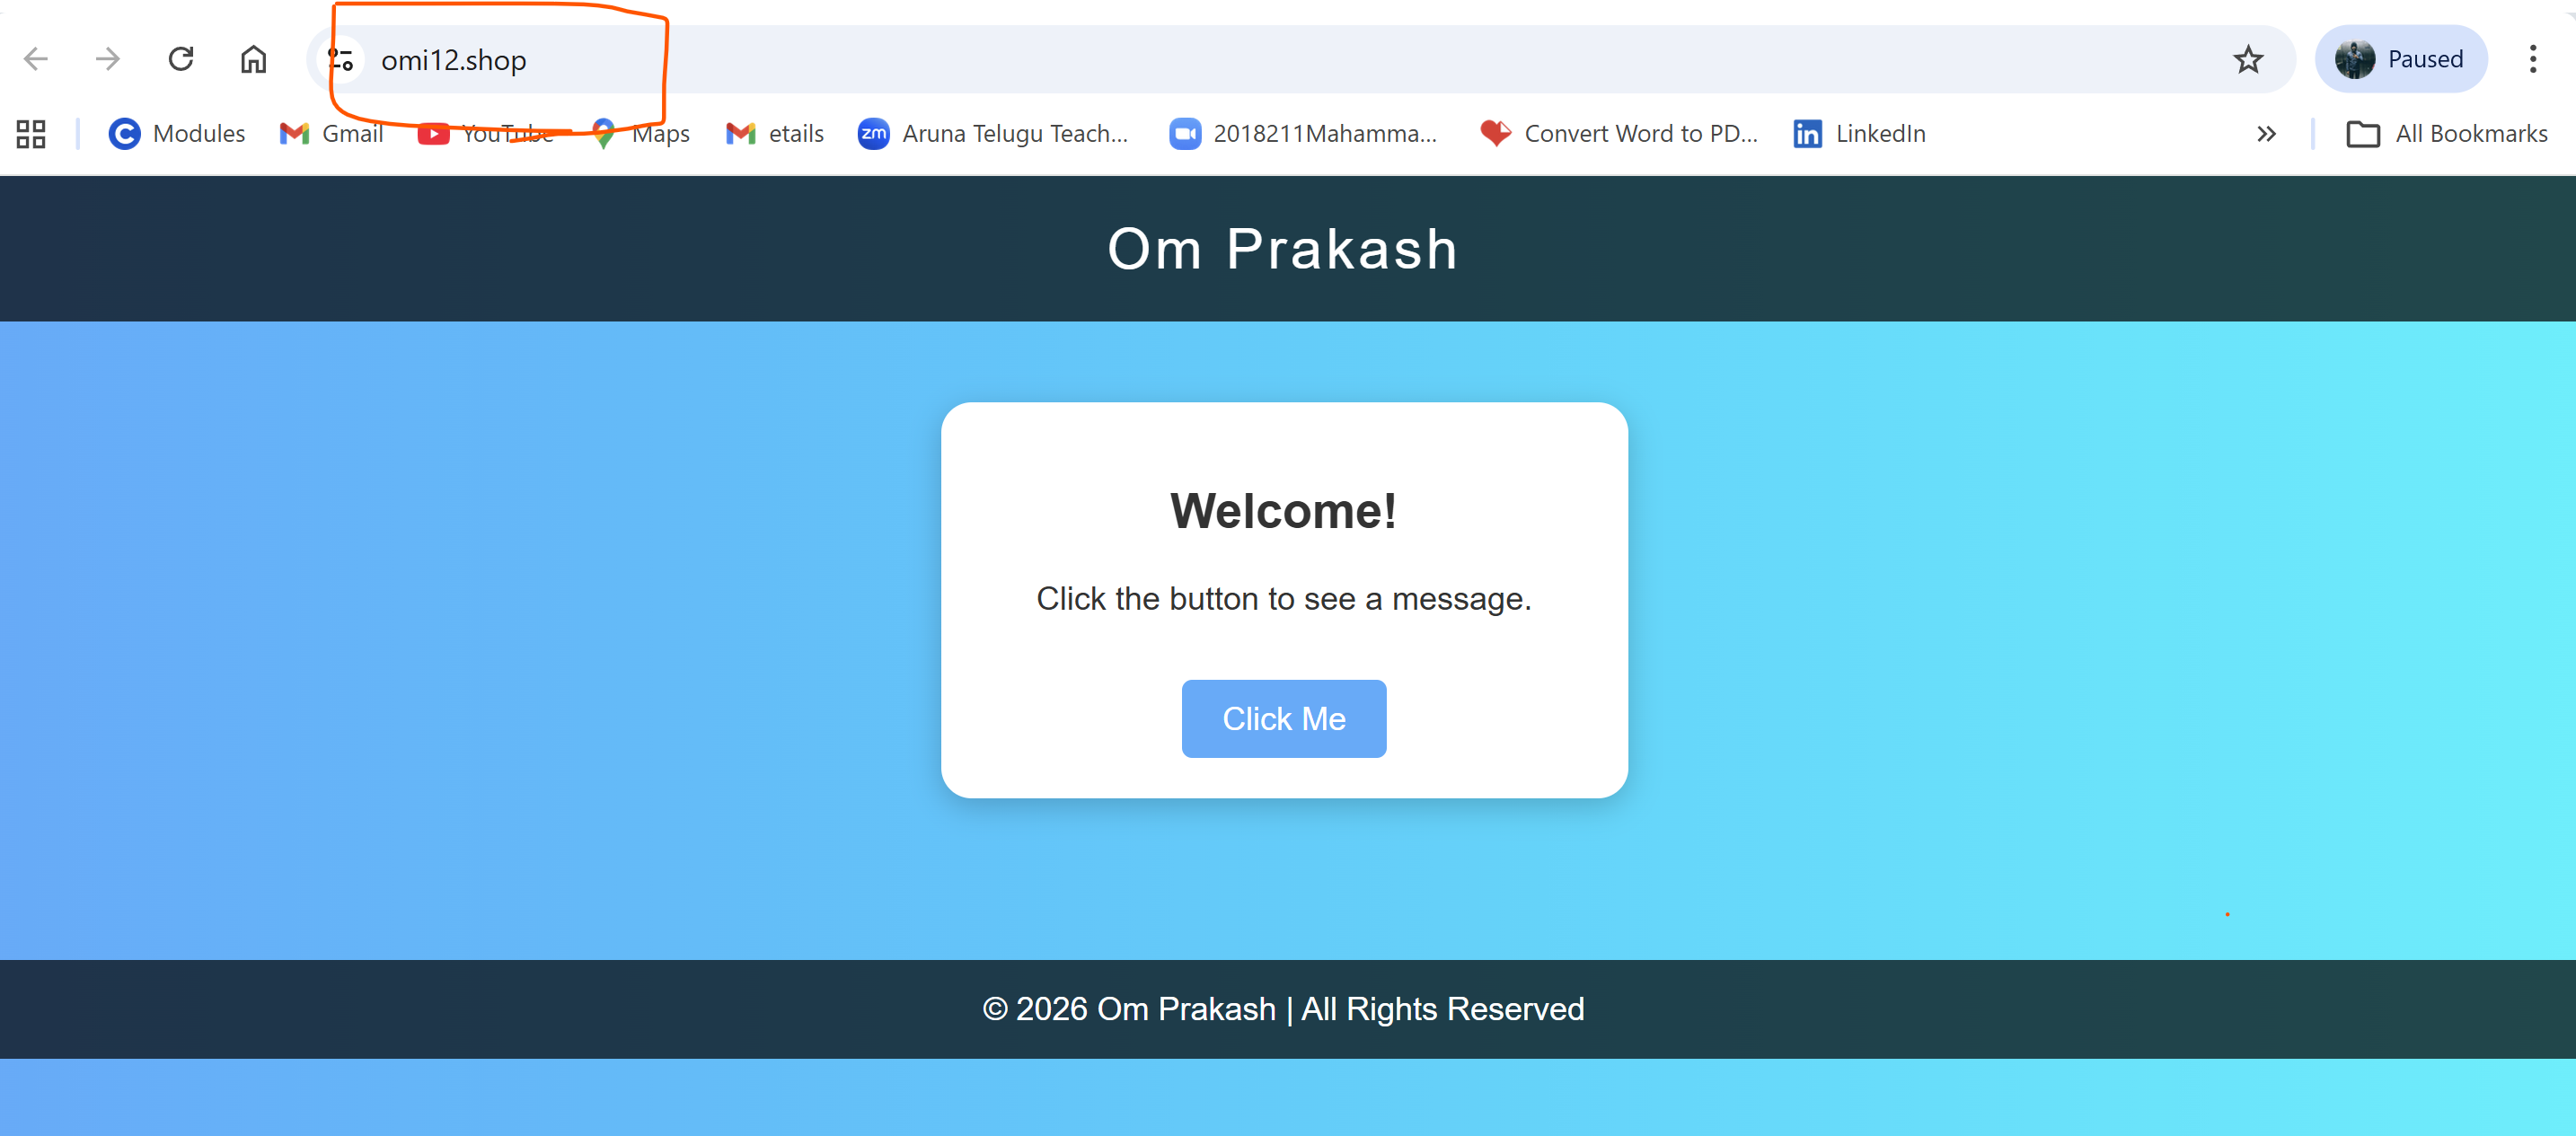 omi12.shop
Paused
Modules Gmail YouTube Maps etails Aruna Telugu Teach... 2018211Mahamma... Convert Word to PD... LinkedIn All Bookmarks
Om Prakash
Welcome!
Click the button to see a message.
Click Me
© 2026 Om Prakash | All Rights Reserved